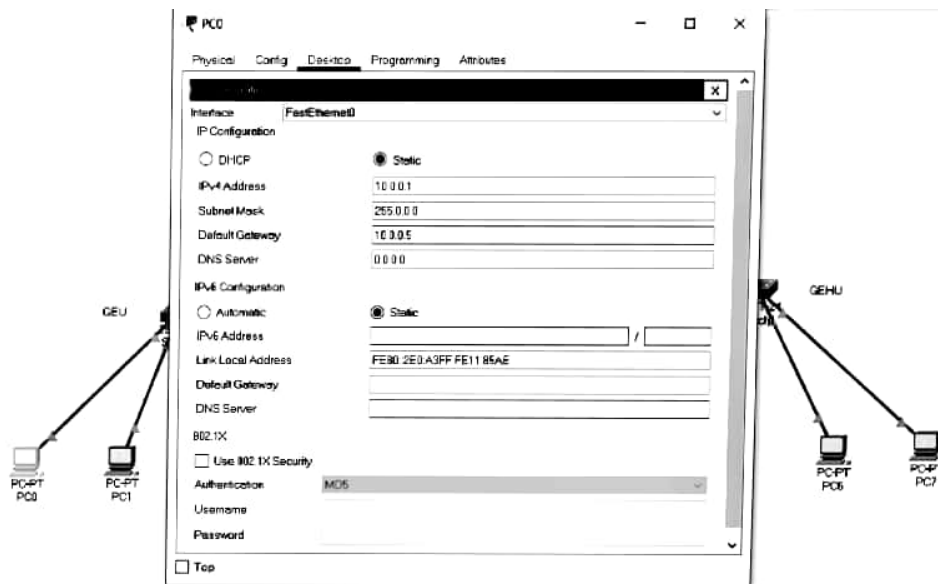 PC0
Physical Config Desktop Programming Attributes
X
Interface FastEthernet0
IP Configuration
DHCP Static
IPv4 Address 10.0.0.1
Subnet Mask 255.0.0.0
Default Gateway 10.0.0.5
DNS Server 0.0.0.0
IPv6 Configuration
Automatic Static
IPv6 Address /
Link Local Address FE80::2E0:A3FF:FE11:85AE
Default Gateway
DNS Server
802.1X
Use 802.1X Security
Authentication MD5
Username
Password
Top
GEU
PC-PT
PC0
PC-PT
PC1
GEHU
PC-PT
PC6
PC-PT
PC7